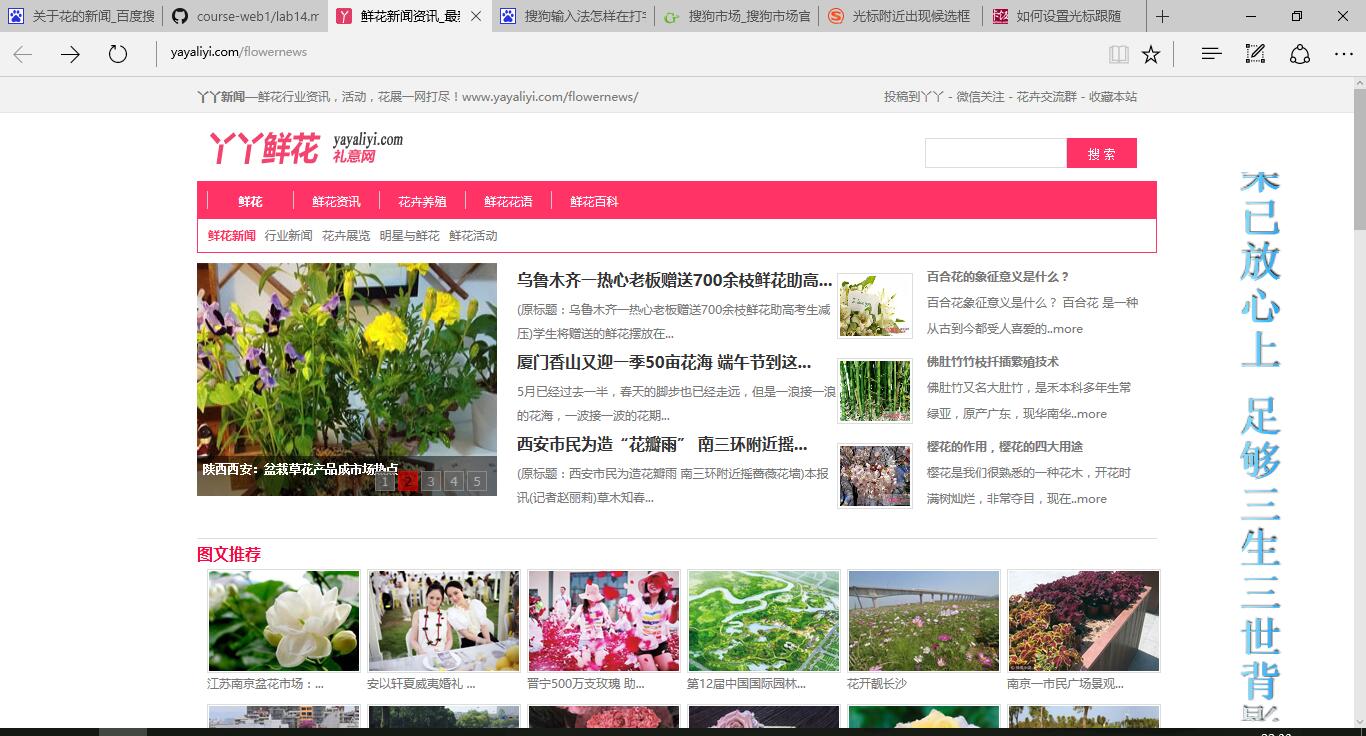 关于花的新闻_百度搜
course-web1/lab14.m
鲜花新闻资讯_最
搜狗输入法怎样在打
搜狗市场_搜狗市场官
光标附近出现候选框
如何设置光标跟随
yayaliyi.com/flowernews
丫丫新闻—鲜花行业资讯，活动，花展一网打尽！www.yayaliyi.com/flowernews/
投稿到丫丫 - 微信关注 - 花卉交流群 - 收藏本站
丫丫鲜花 yayaliyi.com
礼意网
搜 索
鲜花 鲜花资讯 花卉养殖 鲜花花语 鲜花百科
鲜花新闻 行业新闻 花卉展览 明星与鲜花 鲜花活动
陕西西安：盆栽草花产品成市场热点
1 2 3 4 5
乌鲁木齐一热心老板赠送700余枝鲜花助高...
(原标题：乌鲁木齐一热心老板赠送700余枝鲜花助高考生减
压)学生将赠送的鲜花摆放在...
厦门香山又迎一季50亩花海 端午节到这...
5月已经过去一半，春天的脚步也已经走远，但是一浪接一浪
的花海，一波接一波的花期...
西安市民为造“花瓣雨” 南三环附近摇...
(原标题：西安市民为造花瓣雨 南三环附近摇蔷薇花墙)本报
讯(记者赵丽莉)草木知春...
百合花的象征意义是什么？
百合花象征意义是什么？ 百合花 是一种
从古到今都受人喜爱的..more
佛肚竹竹枝扦插繁殖技术
佛肚竹又名大肚竹，是禾本科多年生常
绿亚，原产广东，现华南华..more
樱花的作用，樱花的四大用途
樱花是我们很熟悉的一种花木，开花时
满树灿烂，非常夺目，现在..more
图文推荐
江苏南京盆花市场：...
安以轩夏威夷婚礼 ...
晋宁500万支玫瑰 助...
第12届中国国际园林...
花开靓长沙
南京一市民广场景观...
己放心上 足够三生三世背影